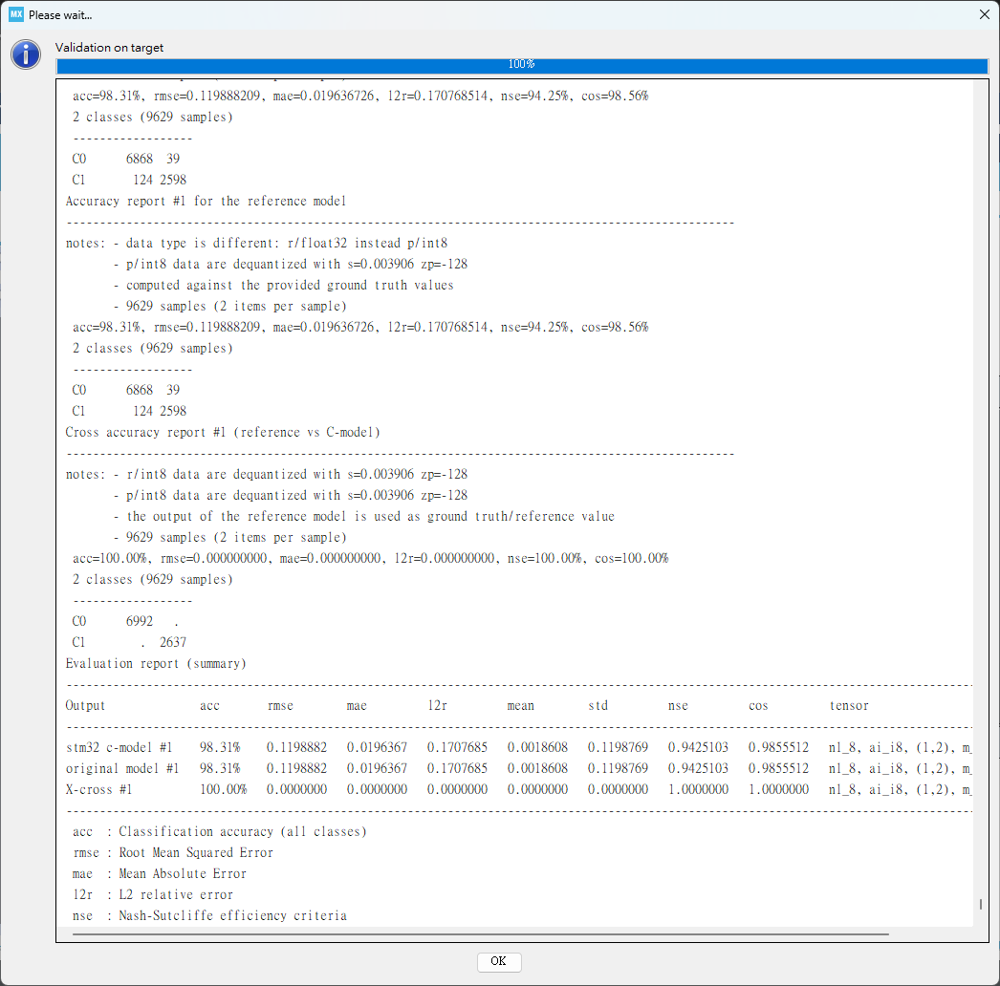 MX Please wait...
Validation on target
100%
acc=98.31%, rmse=0.119888209, mae=0.019636726, l2r=0.170768514, nse=94.25%, cos=98.56%
2 classes (9629 samples)
------------------
C0 6868 39
C1 124 2598
Accuracy report #1 for the reference model
----------------------------------------------------------------------------------------------------
notes: - data type is different: r/float32 instead p/int8
- p/int8 data are dequantized with s=0.003906 zp=-128
- computed against the provided ground truth values
- 9629 samples (2 items per sample)
acc=98.31%, rmse=0.119888209, mae=0.019636726, l2r=0.170768514, nse=94.25%, cos=98.56%
2 classes (9629 samples)
------------------
C0 6868 39
C1 124 2598
Cross accuracy report #1 (reference vs C-model)
----------------------------------------------------------------------------------------------------
notes: - r/int8 data are dequantized with s=0.003906 zp=-128
- p/int8 data are dequantized with s=0.003906 zp=-128
- the output of the reference model is used as ground truth/reference value
- 9629 samples (2 items per sample)
acc=100.00%, rmse=0.000000000, mae=0.000000000, l2r=0.000000000, nse=100.00%, cos=100.00%
2 classes (9629 samples)
------------------
C0 6992 .
C1 . 2637
Evaluation report (summary)
----------------------------------------------------------------------------------------------------------------------------------------
Output acc rmse mae l2r mean std nse cos tensor
----------------------------------------------------------------------------------------------------------------------------------------
stm32 c-model #1 98.31% 0.1198882 0.0196367 0.1707685 0.0018608 0.1198769 0.9425103 0.9855512 nl_8, ai_i8, (1,2), m_
original model #1 98.31% 0.1198882 0.0196367 0.1707685 0.0018608 0.1198769 0.9425103 0.9855512 nl_8, ai_i8, (1,2), m_
X-cross #1 100.00% 0.0000000 0.0000000 0.0000000 0.0000000 0.0000000 1.0000000 1.0000000 nl_8, ai_i8, (1,2), m_
----------------------------------------------------------------------------------------------------------------------------------------
acc : Classification accuracy (all classes)
rmse : Root Mean Squared Error
mae : Mean Absolute Error
l2r : L2 relative error
nse : Nash-Sutcliffe efficiency criteria
OK